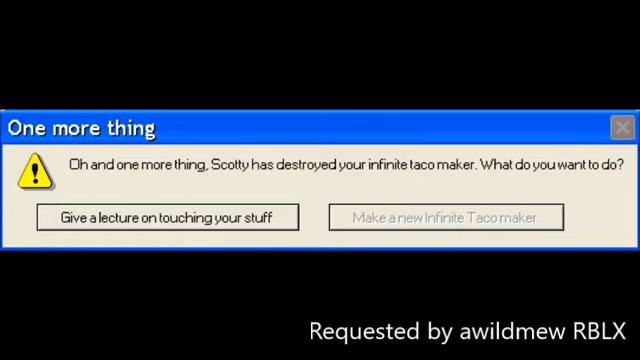 One more thing
Oh and one more thing, Scotty has destroyed your infinite taco maker. What do you want to do?
Give a lecture on touching your stuff
Make a new Infinite Taco maker
Requested by awildmew RBLX